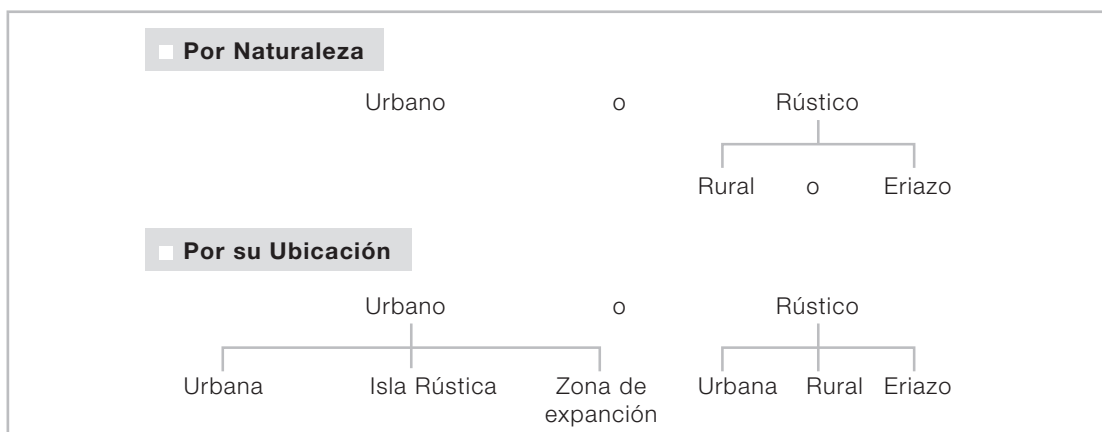 Por Naturaleza
Urbano o Rústico
Rural o Eriazo
Por su Ubicación
Urbano o Rústico
Urbana Isla Rústica Zona de expanción Urbana Rural Eriazo